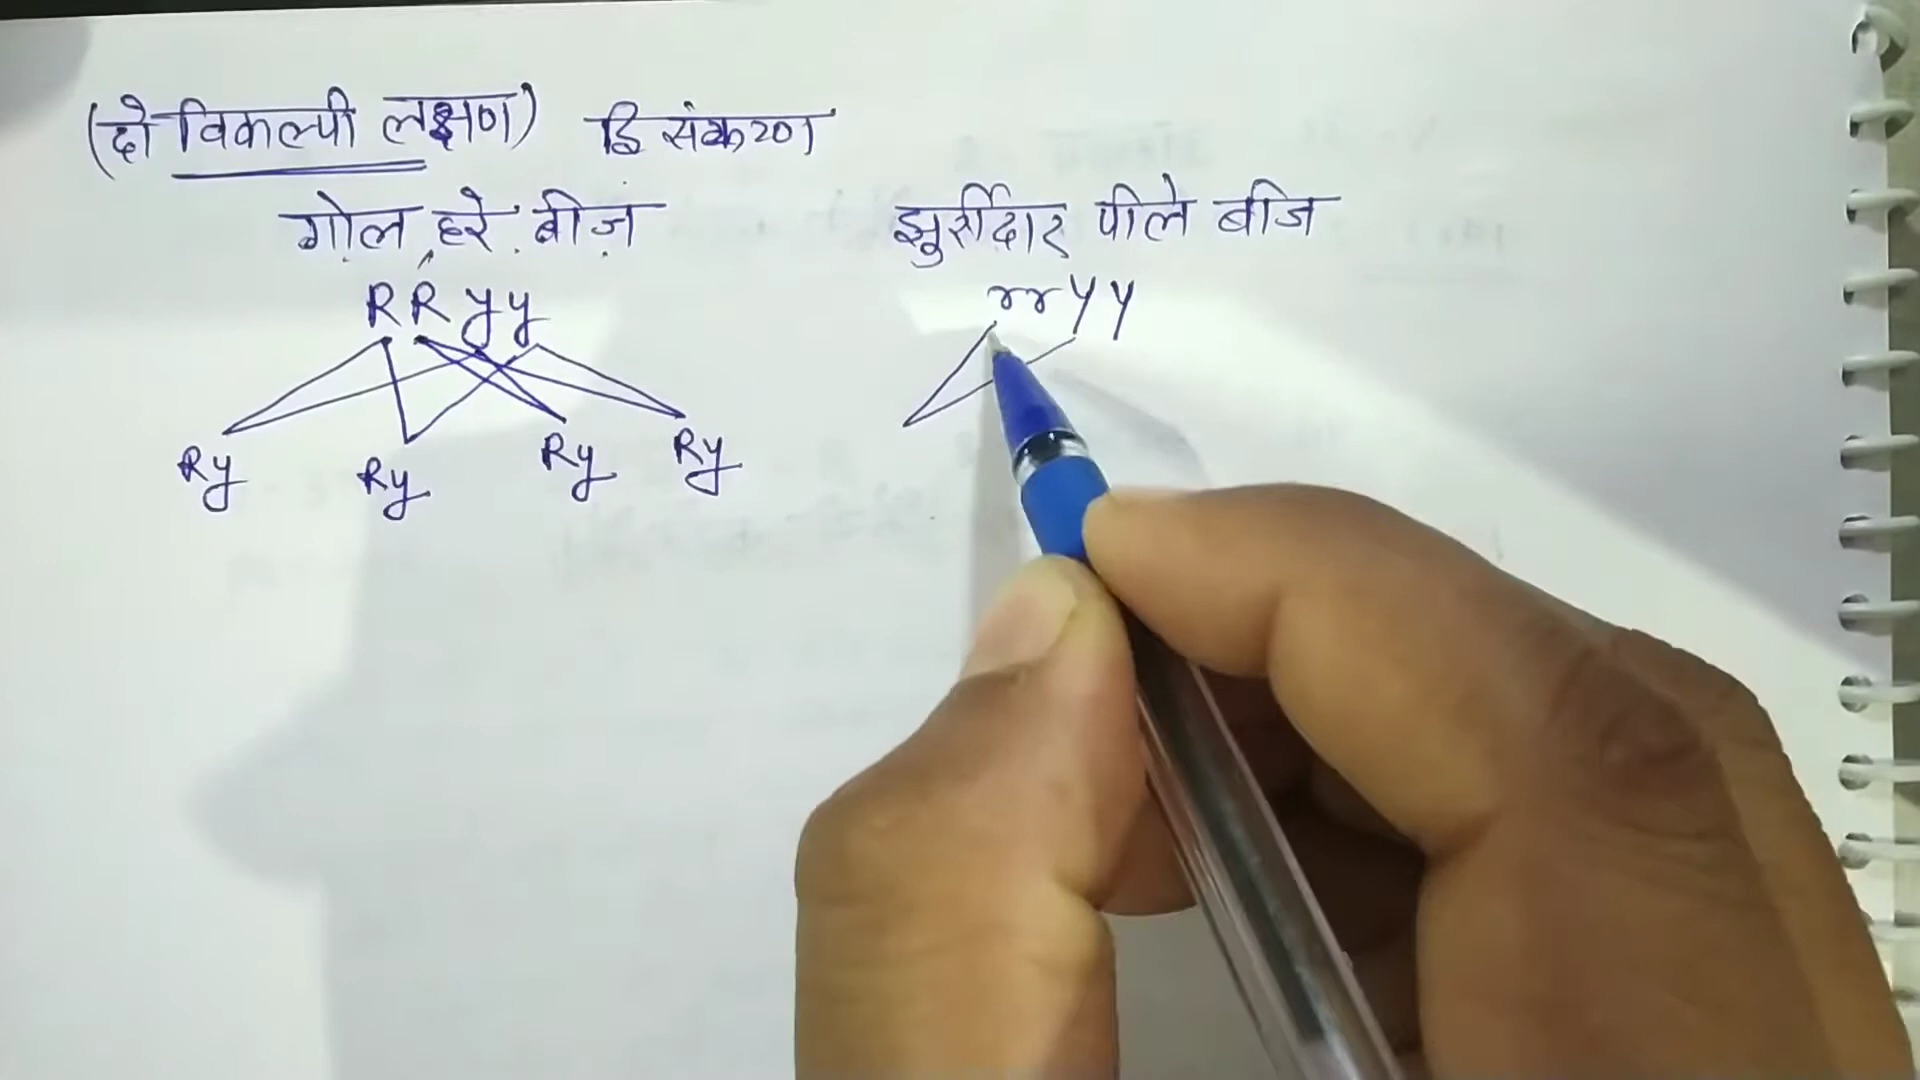 (दो विकल्पी लक्षण) द्वि संकरण
गोल हरे बीज झुर्रीदार पीले बीज
RRyy rrYY
Ry Ry Ry Ry